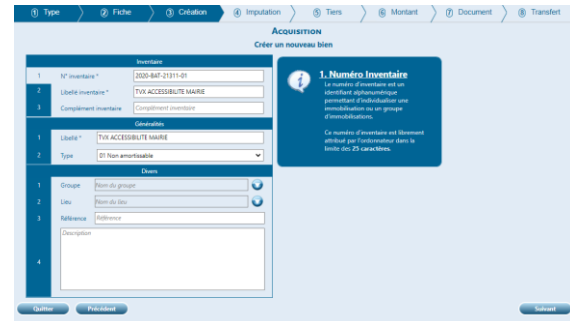 1 Type
2 Fiche
3 Création
4 Imputation
5 Tiers
6 Montant
7 Document
8 Transfert
Acquisition
Créer un nouveau bien
Inventaire
1 N° inventaire * 2020-BAT-21311-01
2 Libellé inventaire * TVX ACCESSIBILITE MAIRIE
3 Complément inventaire Complément inventaire
Généralités
1 Libellé * TVX ACCESSIBILITE MAIRIE
2 Type 01 Non amortissable
Divers
1 Groupe Nom du groupe
2 Lieu Nom du lieu
3 Référence Référence
4 Description
1. Numéro Inventaire
Le numéro d'inventaire est un
identifiant alphanumérique
permettant d'individualiser une
immobilisation ou un groupe
d'immobilisations.
Ce numéro d'inventaire est librement
attribué par l'ordonnateur dans la
limite des 25 caractères.
Quitter
Précédent
Suivant